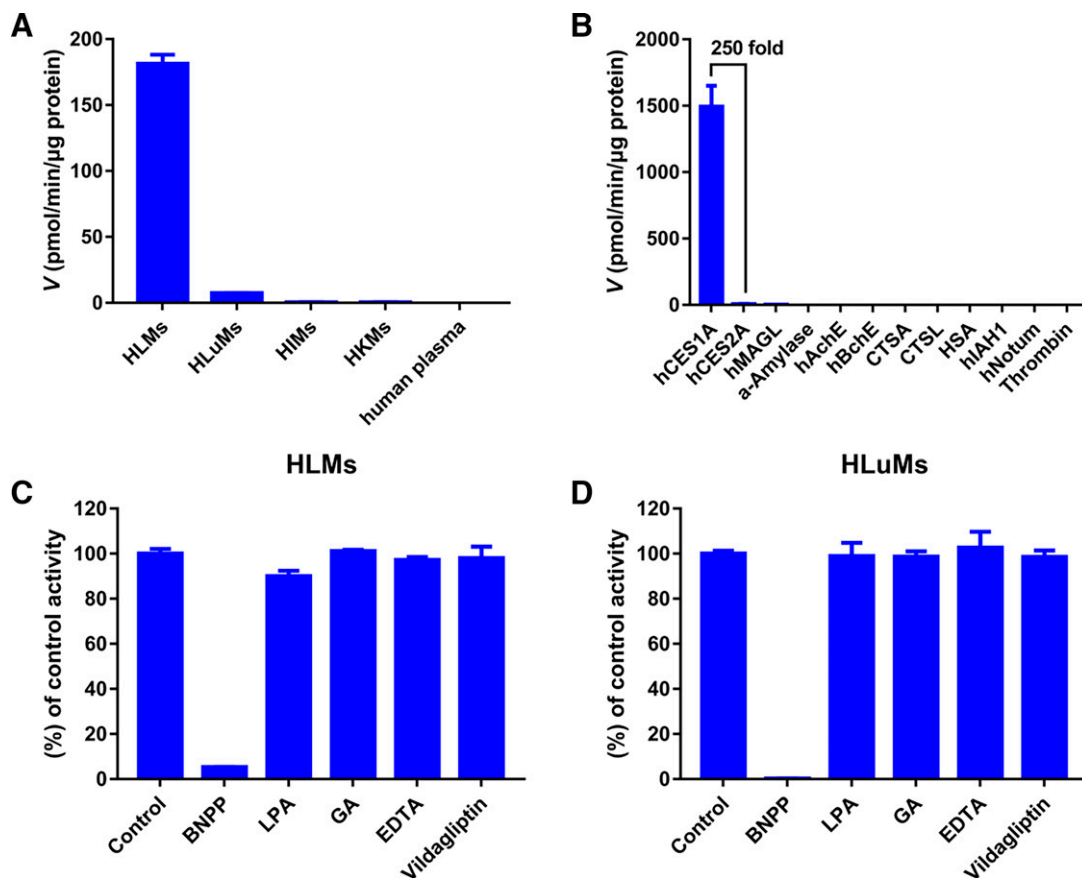 A
V (pmol/min/µg protein)
200
150
100
50
0
HLMs
HLuMs
HIMs
HKMs
human plasma
B
V (pmol/min/µg protein)
2000
1500
1000
500
0
250 fold
hCES1A
hCES2A
hMAGL
a-Amylase
hAchE
hBchE
CTSA
CTSL
HSA
hIAH1
hNotum
Thrombin
C
HLMs
(%) of control activity
120
100
80
60
40
20
0
Control
BNPP
LPA
GA
EDTA
Vildagliptin
D
HLuMs
(%) of control activity
120
100
80
60
40
20
0
Control
BNPP
LPA
GA
EDTA
Vildagliptin